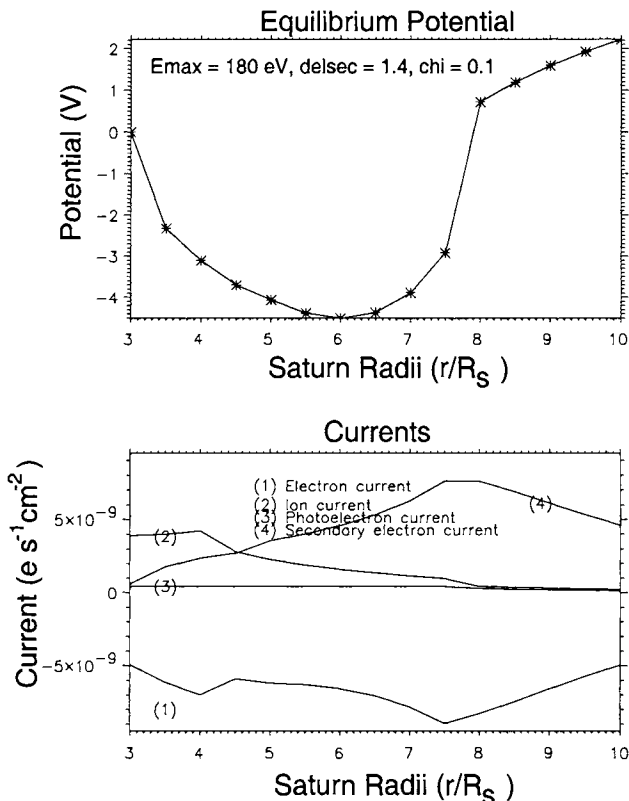 Equilibrium Potential
Emax = 180 eV, delsec = 1.4, chi = 0.1
Potential (V)
2
0
-1
-2
-3
-4
3 4 5 6 7 8 9 10
Saturn Radii (r/R_S)
Currents
(1) Electron current
(2) Ion current
(3) Photoelectron current
(4) Secondary electron current
(2)
(3)
(1)
(4)
Current (e s⁻¹cm⁻²)
5×10⁻⁹
0
-5×10⁻⁹
3 4 5 6 7 8 9 10
Saturn Radii (r/R_S)